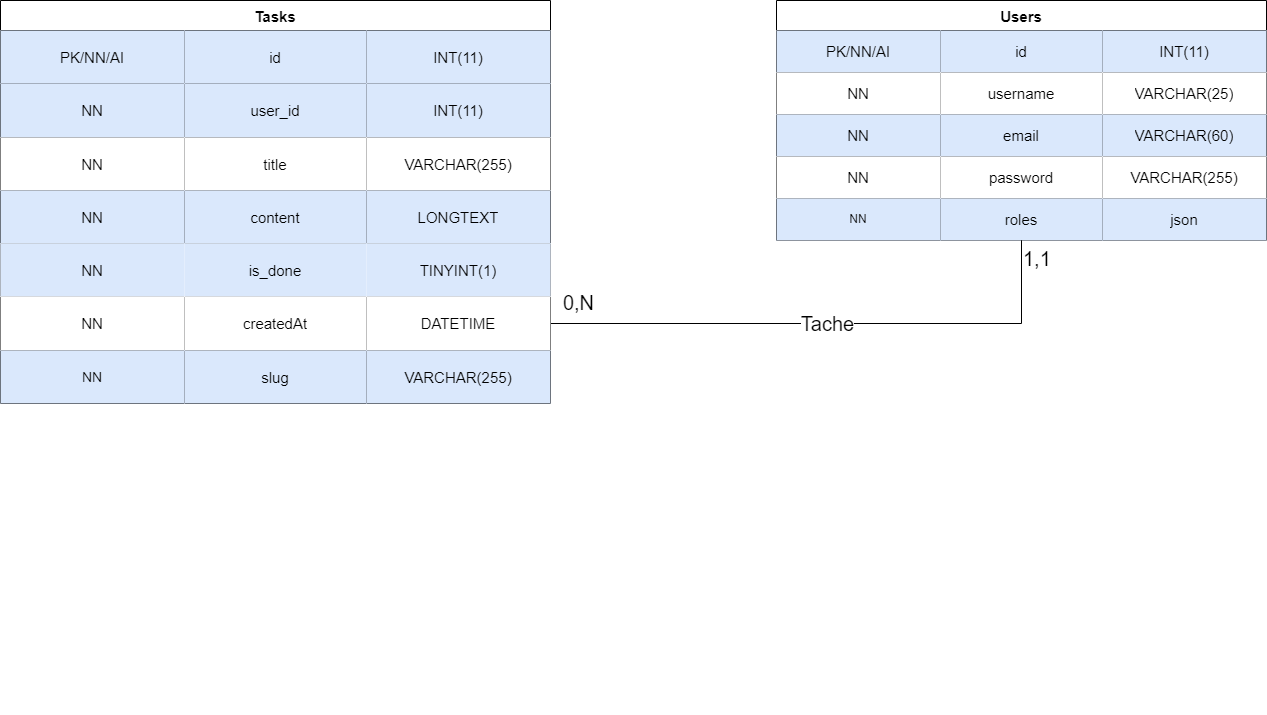 Tasks
PK/NN/AI id INT(11)
NN user_id INT(11)
NN title VARCHAR(255)
NN content LONGTEXT
NN is_done TINYINT(1)
NN createdAt DATETIME
NN slug VARCHAR(255)
Users
PK/NN/AI id INT(11)
NN username VARCHAR(25)
NN email VARCHAR(60)
NN password VARCHAR(255)
NN roles json
1,1
0,N
Tache